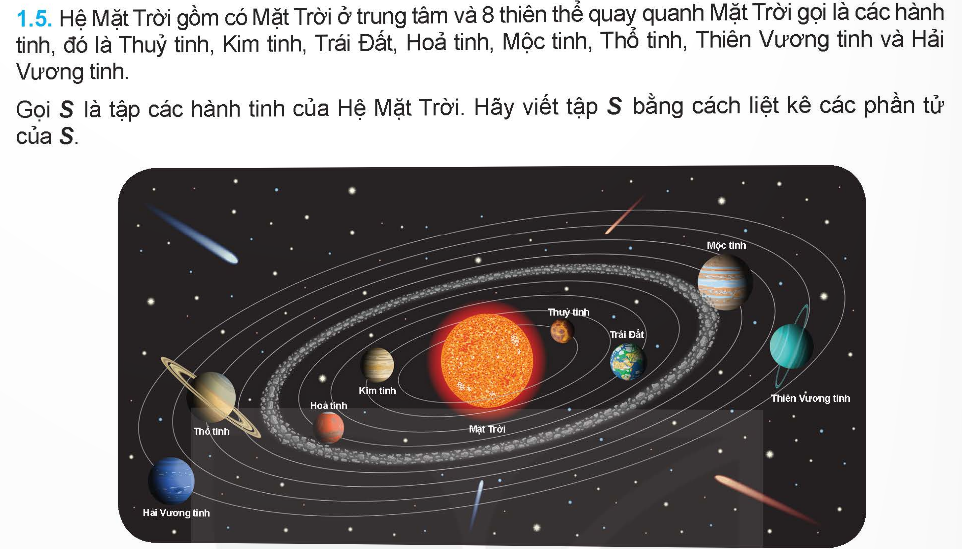 1.5. Hệ Mặt Trời gồm có Mặt Trời ở trung tâm và 8 thiên thể quay quanh Mặt Trời gọi là các hành
tinh, đó là Thuỷ tinh, Kim tinh, Trái Đất, Hoả tinh, Mộc tinh, Thổ tinh, Thiên Vương tinh và Hải
Vương tinh.
Gọi S là tập các hành tinh của Hệ Mặt Trời. Hãy viết tập S bằng cách liệt kê các phần tử
của S.
Mộc tinh
Thuỷ tinh
Trái Đất
Kim tinh
Thiên Vương tinh
Hoả tinh
Mặt Trời
Thổ tinh
Hải Vương tinh